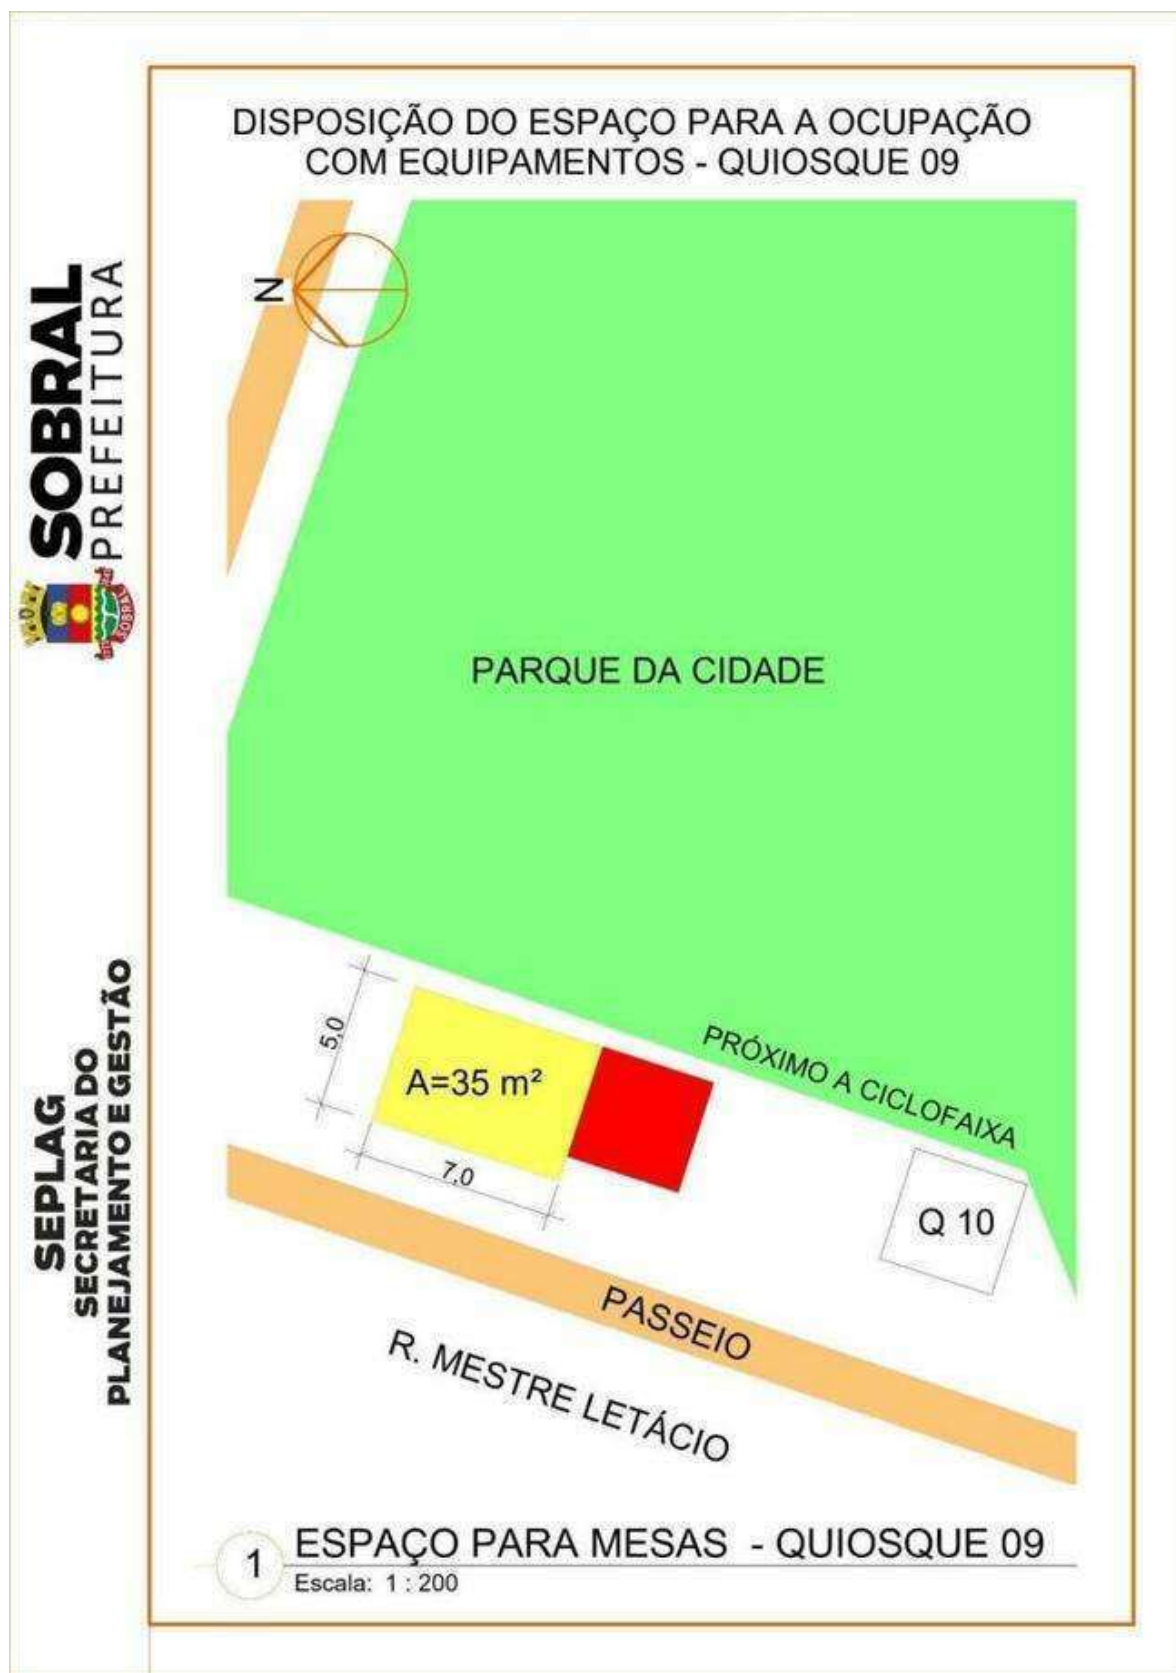 DISPOSIÇÃO DO ESPAÇO PARA A OCUPAÇÃO
COM EQUIPAMENTOS - QUIOSQUE 09
N
SOBRAL
PREFEITURA
SOBRAL
PARQUE DA CIDADE
5,0
A=35 m²
7,0
PRÓXIMO A CICLOFAIXA
Q 10
PASSEIO
R. MESTRE LETÁCIO
SEPLAG
SECRETARIA DO
PLANEJAMENTO E GESTÃO
1
ESPAÇO PARA MESAS - QUIOSQUE 09
Escala: 1 : 200